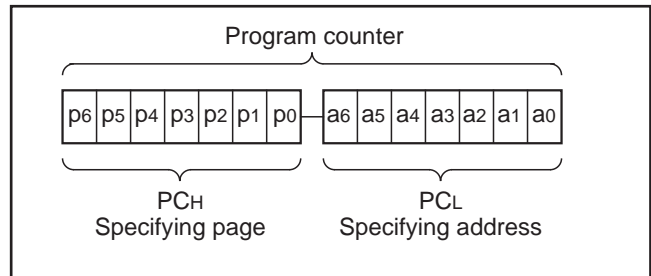 Program counter
p6 p5 p4 p3 p2 p1 p0 a6 a5 a4 a3 a2 a1 a0
PCH PCL
Specifying page Specifying address